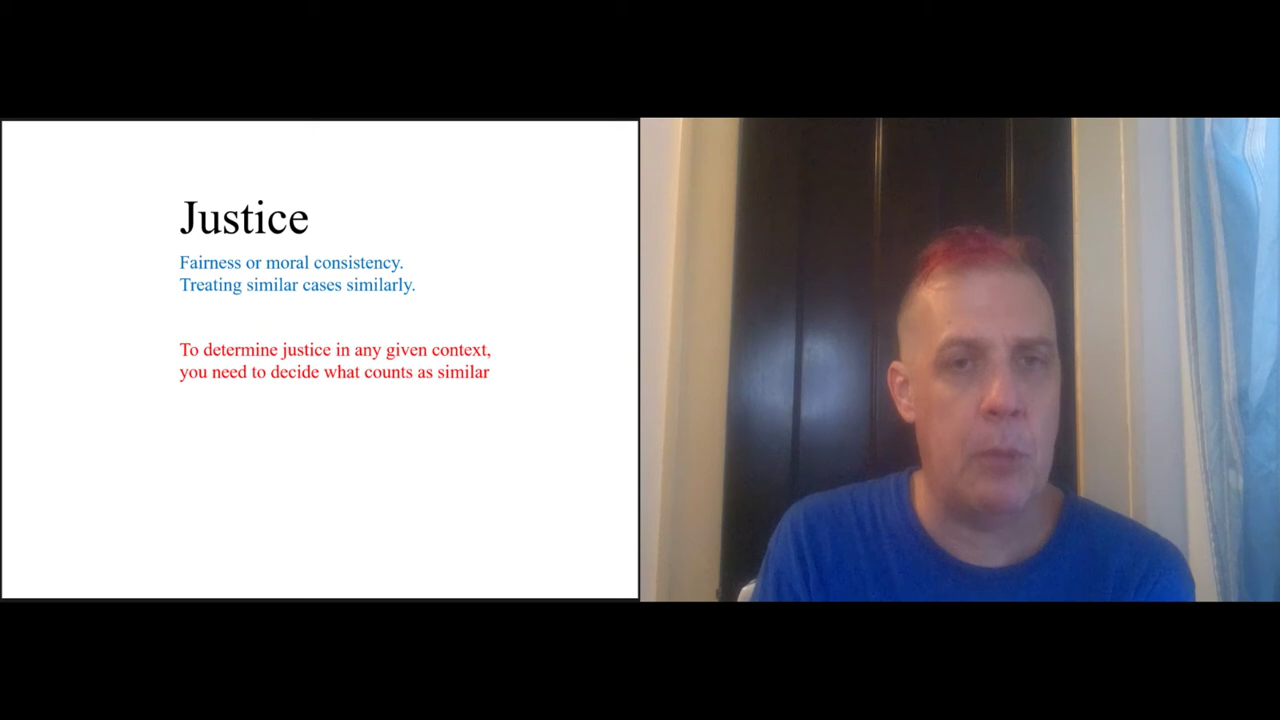 Justice
Fairness or moral consistency.
Treating similar cases similarly.
To determine justice in any given context,
you need to decide what counts as similar